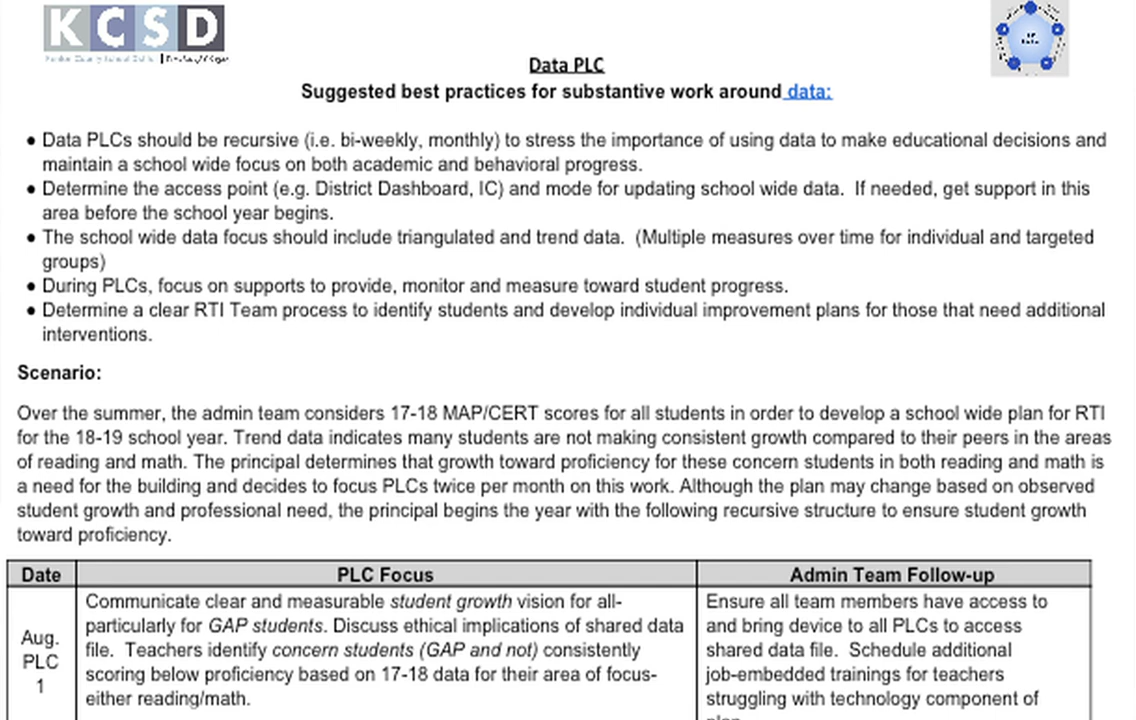 KCSD
Data PLC
Suggested best practices for substantive work around data:
● Data PLCs should be recursive (i.e. bi-weekly, monthly) to stress the importance of using data to make educational decisions and
maintain a school wide focus on both academic and behavioral progress.
● Determine the access point (e.g. District Dashboard, IC) and mode for updating school wide data.  If needed, get support in this
area before the school year begins.
● The school wide data focus should include triangulated and trend data.  (Multiple measures over time for individual and targeted
groups)
● During PLCs, focus on supports to provide, monitor and measure toward student progress.
● Determine a clear RTI Team process to identify students and develop individual improvement plans for those that need additional
interventions.
Scenario:
Over the summer, the admin team considers 17-18 MAP/CERT scores for all students in order to develop a school wide plan for RTI
for the 18-19 school year. Trend data indicates many students are not making consistent growth compared to their peers in the areas
of reading and math. The principal determines that growth toward proficiency for these concern students in both reading and math is
a need for the building and decides to focus PLCs twice per month on this work. Although the plan may change based on observed
student growth and professional need, the principal begins the year with the following recursive structure to ensure student growth
toward proficiency.
Date
PLC Focus
Admin Team Follow-up
Aug.
PLC
1
Communicate clear and measurable student growth vision for all-
particularly for GAP students. Discuss ethical implications of shared data
file.  Teachers identify concern students (GAP and not) consistently
scoring below proficiency based on 17-18 data for their area of focus-
either reading/math.
Ensure all team members have access to
and bring device to all PLCs to access
shared data file.  Schedule additional
job-embedded trainings for teachers
struggling with technology component of